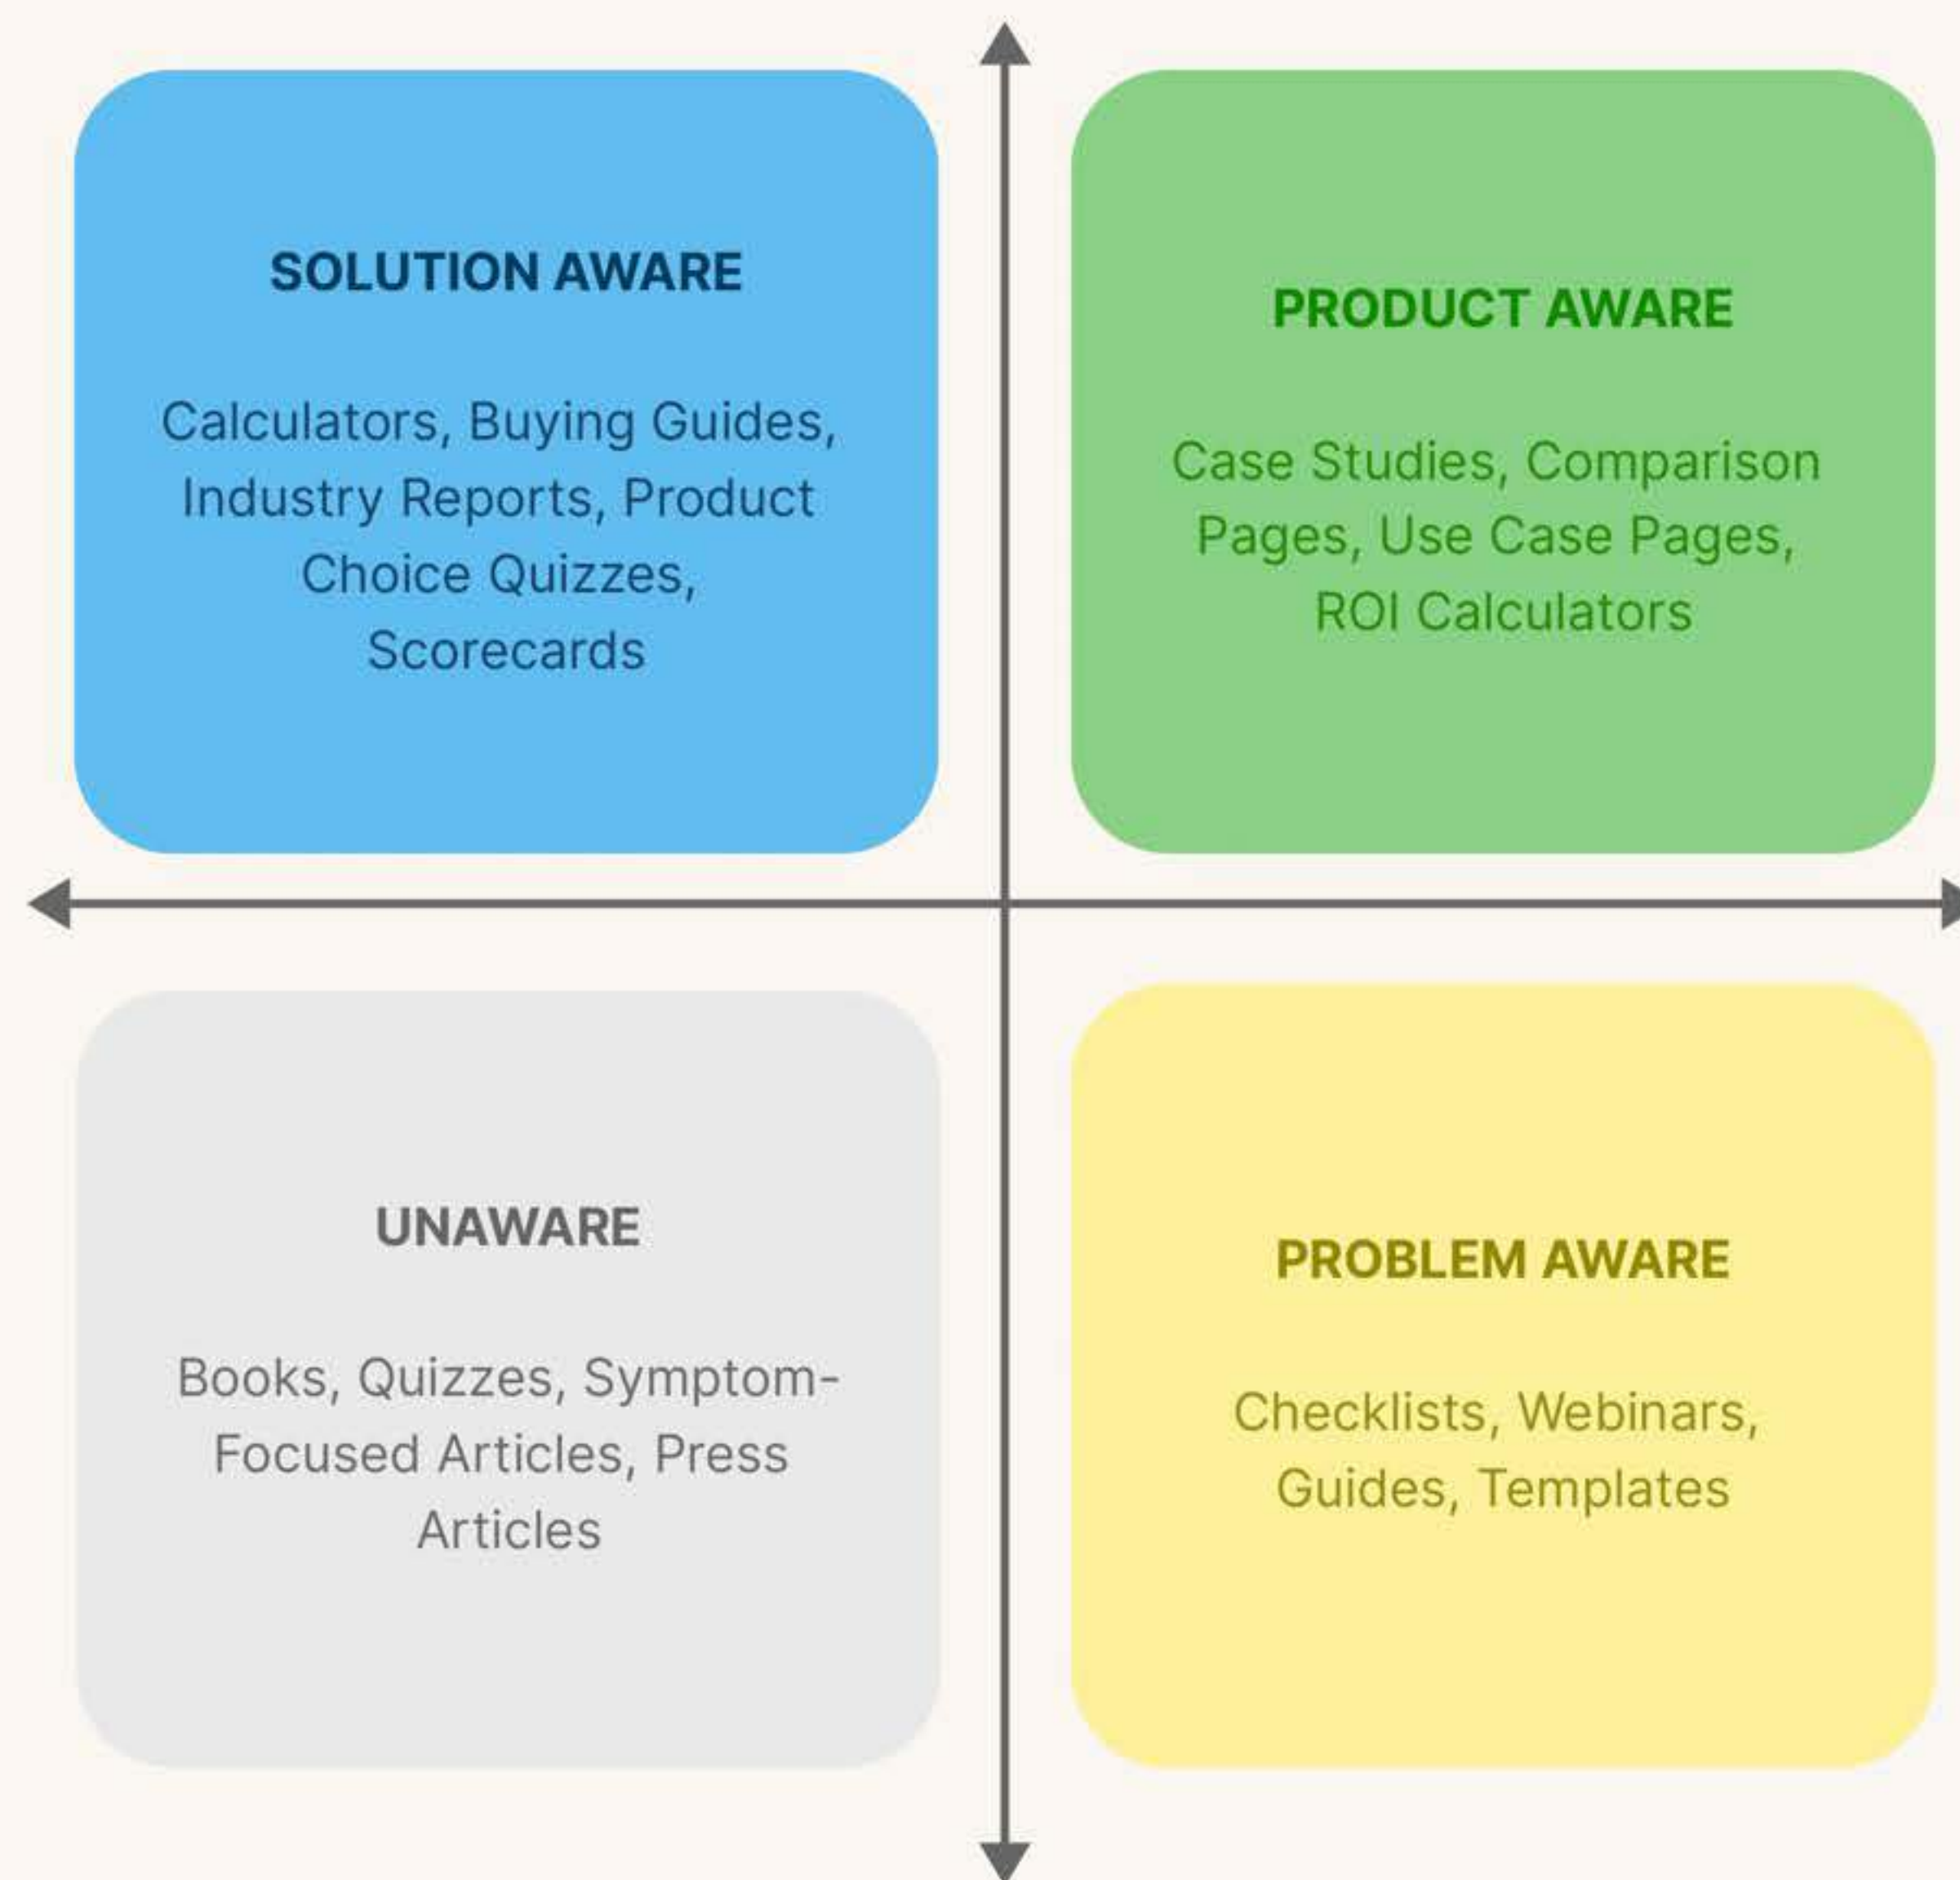 SOLUTION AWARE
Calculators, Buying Guides,
Industry Reports, Product
Choice Quizzes,
Scorecards
PRODUCT AWARE
Case Studies, Comparison
Pages, Use Case Pages,
ROI Calculators
UNAWARE
Books, Quizzes, Symptom-
Focused Articles, Press
Articles
PROBLEM AWARE
Checklists, Webinars,
Guides, Templates